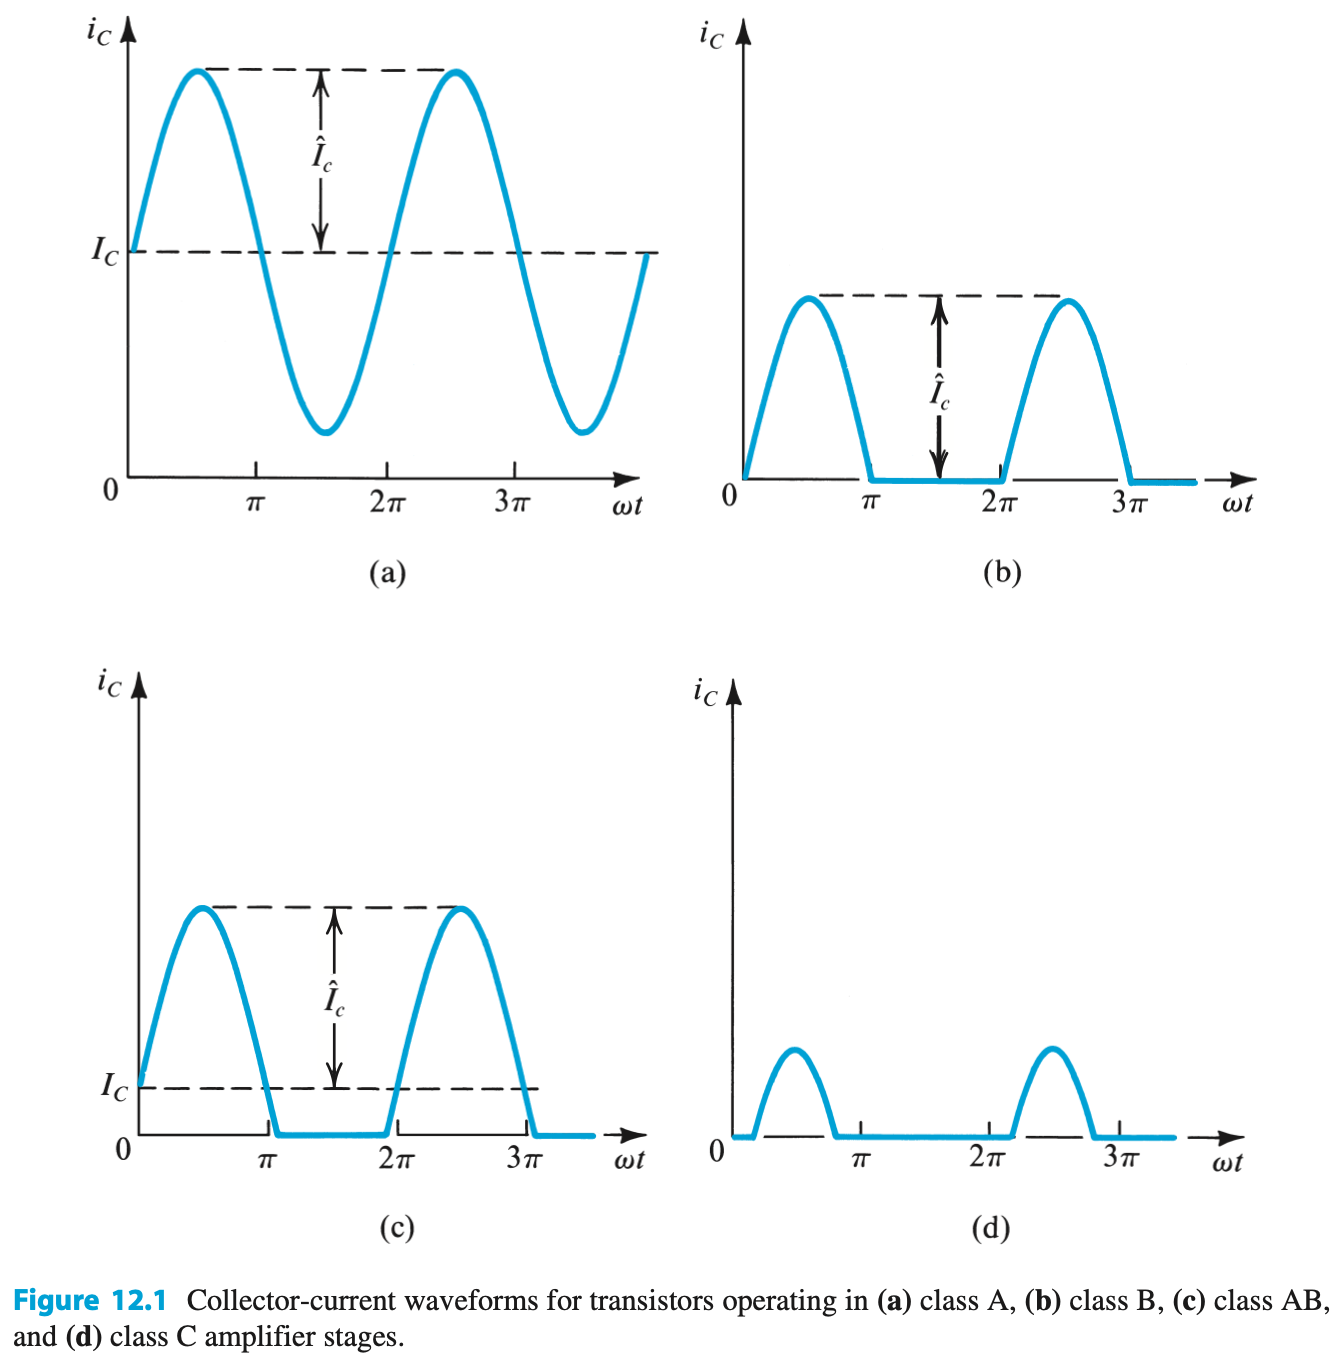 i_C
Î_c
I_C
0
π
2π
3π
ωt
(a)
i_C
Î_c
0
π
2π
3π
ωt
(b)
i_C
Î_c
I_C
0
π
2π
3π
ωt
(c)
i_C
0
π
2π
3π
ωt
(d)
Figure 12.1 Collector-current waveforms for transistors operating in (a) class A, (b) class B, (c) class AB,
and (d) class C amplifier stages.